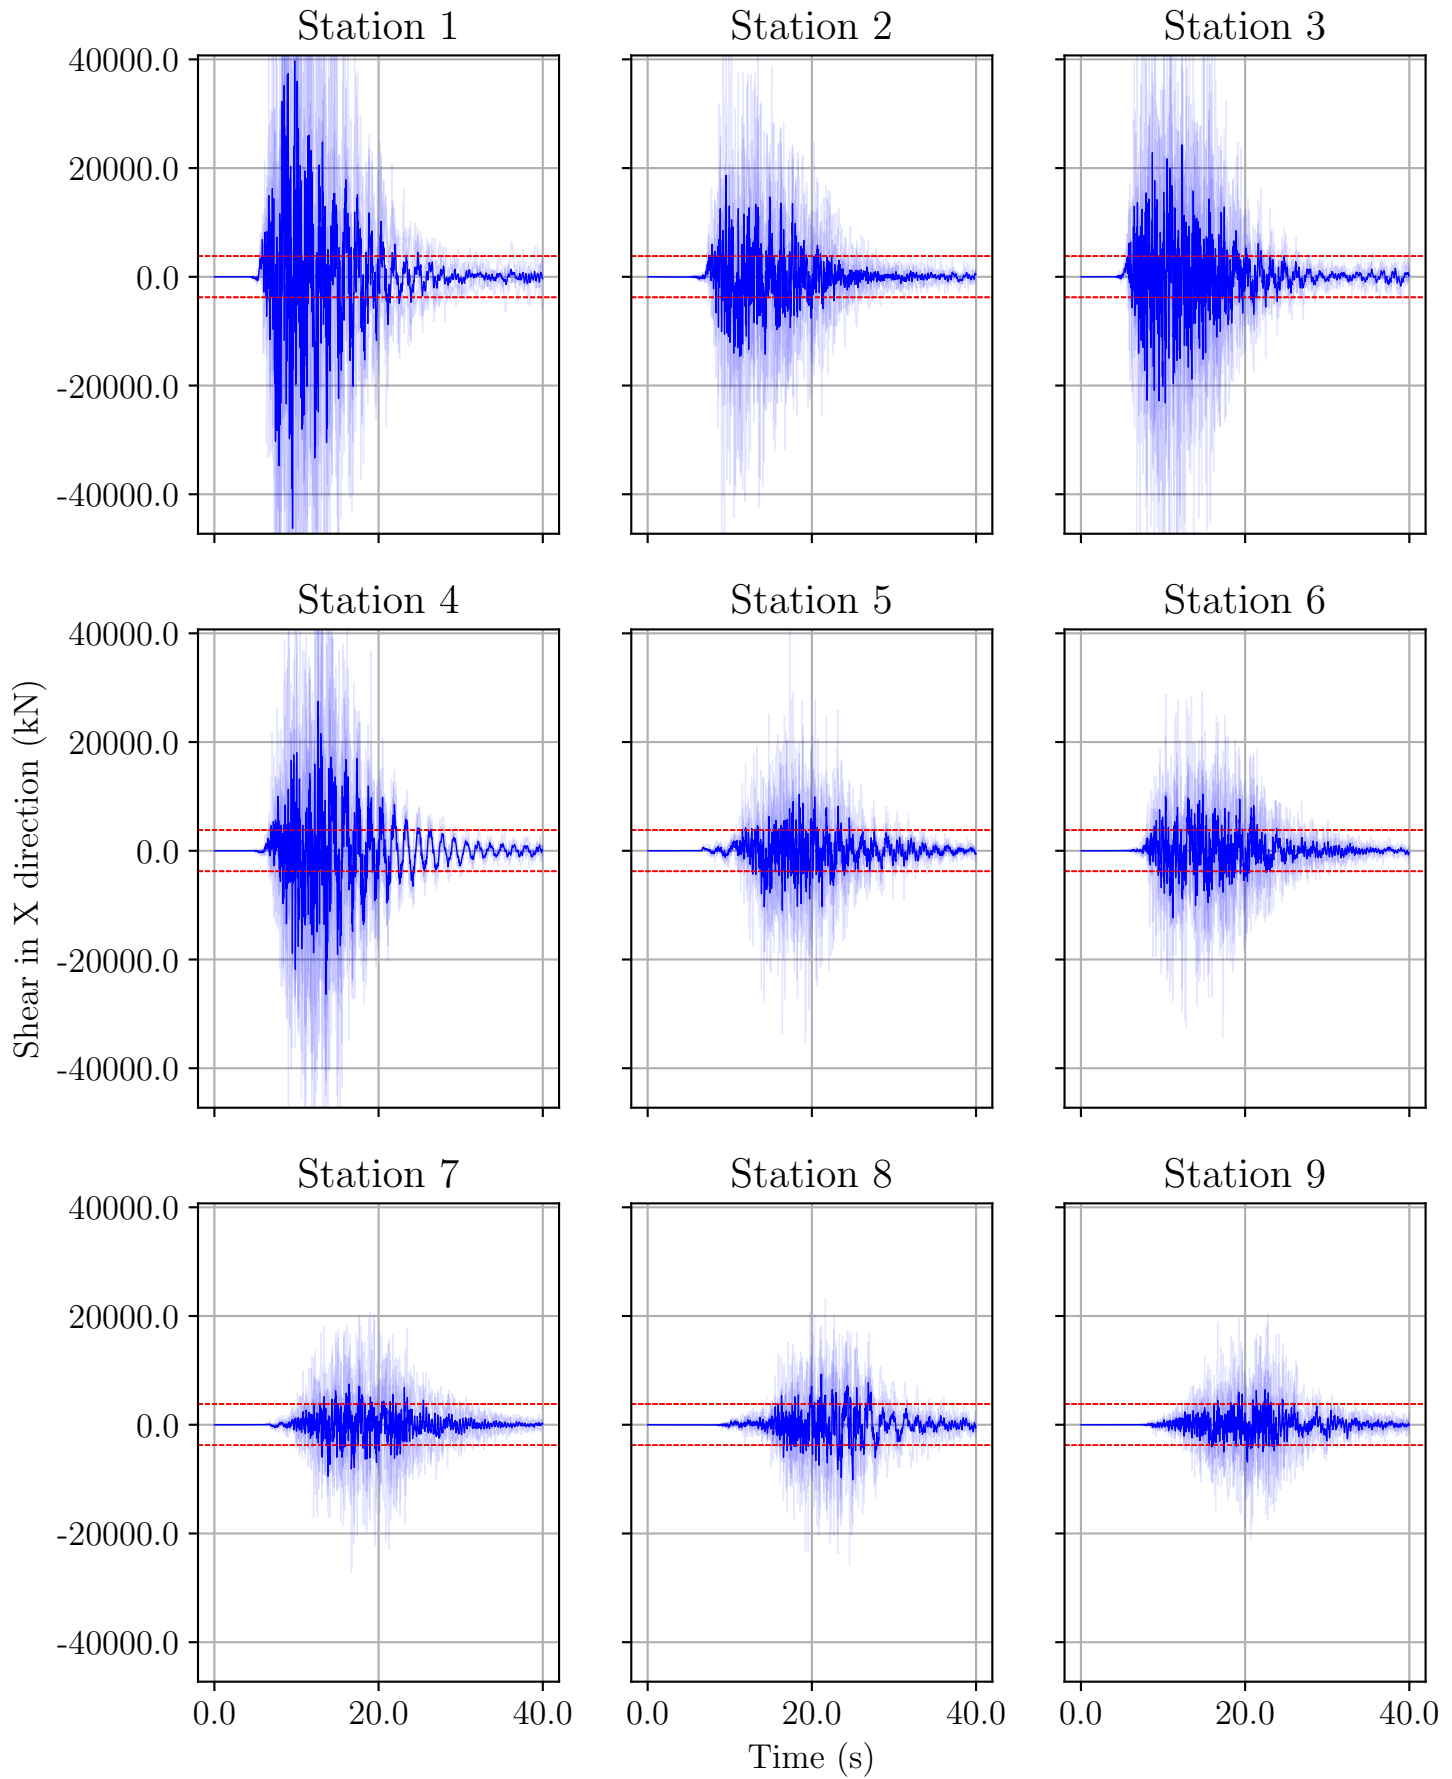 Station 1
Station 2
Station 3
40000.0
20000.0
0.0
-20000.0
-40000.0
Station 4
Station 5
Station 6
40000.0
20000.0
0.0
-20000.0
-40000.0
Shear in X direction (kN)
Station 7
Station 8
Station 9
40000.0
20000.0
0.0
-20000.0
-40000.0
0.0 20.0 40.0
0.0 20.0 40.0
0.0 20.0 40.0
Time (s)